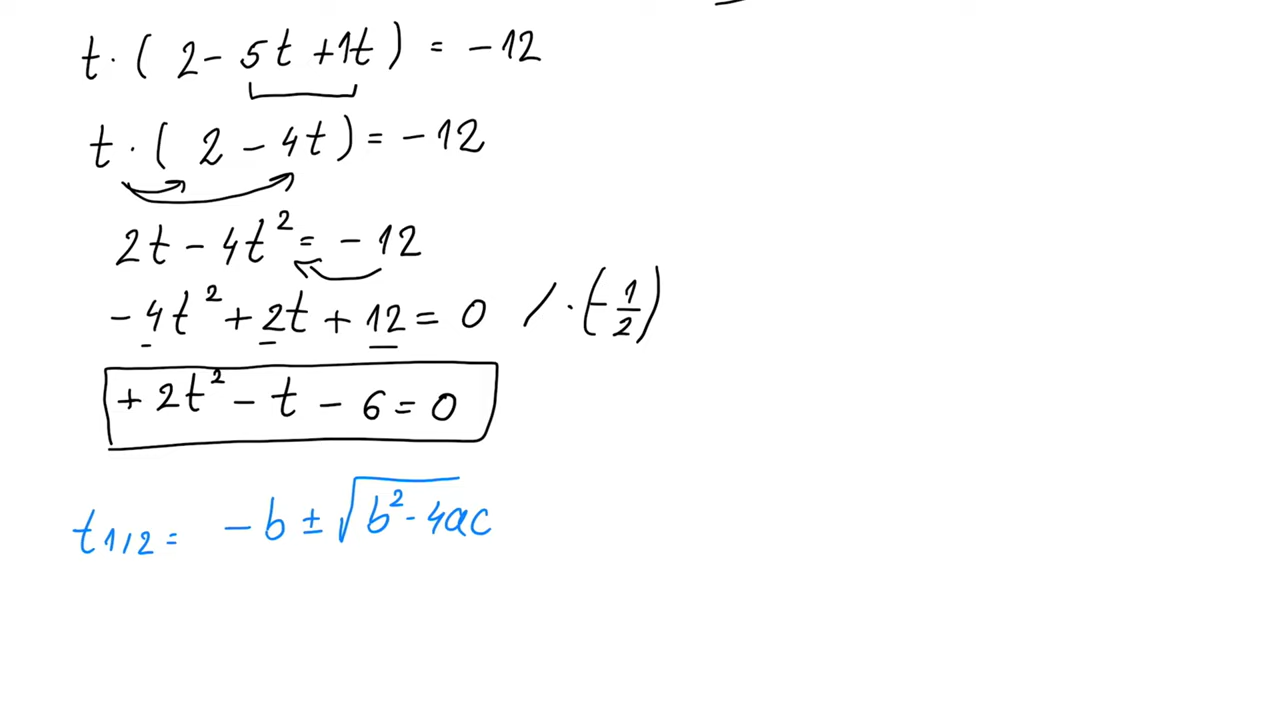 t · ( 2 - 5t + 1t ) = - 12
t · ( 2 - 4t ) = - 12
2t - 4t² = - 12
- 4t² + 2t + 12 = 0 / · (- 1/2)
+ 2t² - t - 6 = 0
t 1/2 = - b ± √b² - 4ac